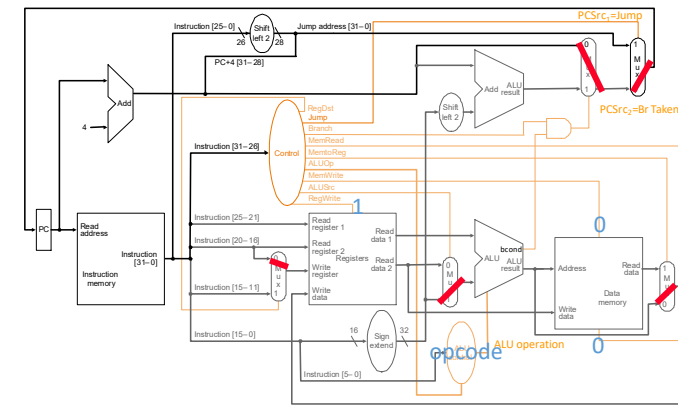 Instruction [25–0]
Shift
left 2
Jump address [31–0]
PCSrc₁=Jump
26
28
PC+4 [31–28]
0
M
u
x
1
1
M
u
x
0
Add
4
Add
ALU
result
PCSrc₂=Br Taken
Shift
left 2
RegDst
Jump
Branch
MemRead
MemtoReg
ALUOp
MemWrite
ALUSrc
RegWrite
Control
Instruction [31–26]
1
PC
Read
address
Instruction
[31–0]
Instruction
memory
Instruction [25–21]
Instruction [20–16]
Instruction [15–11]
0
M
u
x
1
Read
register 1
Read
register 2
Registers
Write
register
Write
data
Read
data 1
Read
data 2
0
M
u
x
1
bcond
ALU
ALU
result
0
Address
Read
data
Data
memory
Write
data
0
1
M
u
x
0
Instruction [15–0]
16
Sign
extend
32
Instruction [5–0]
opcode
ALU operation